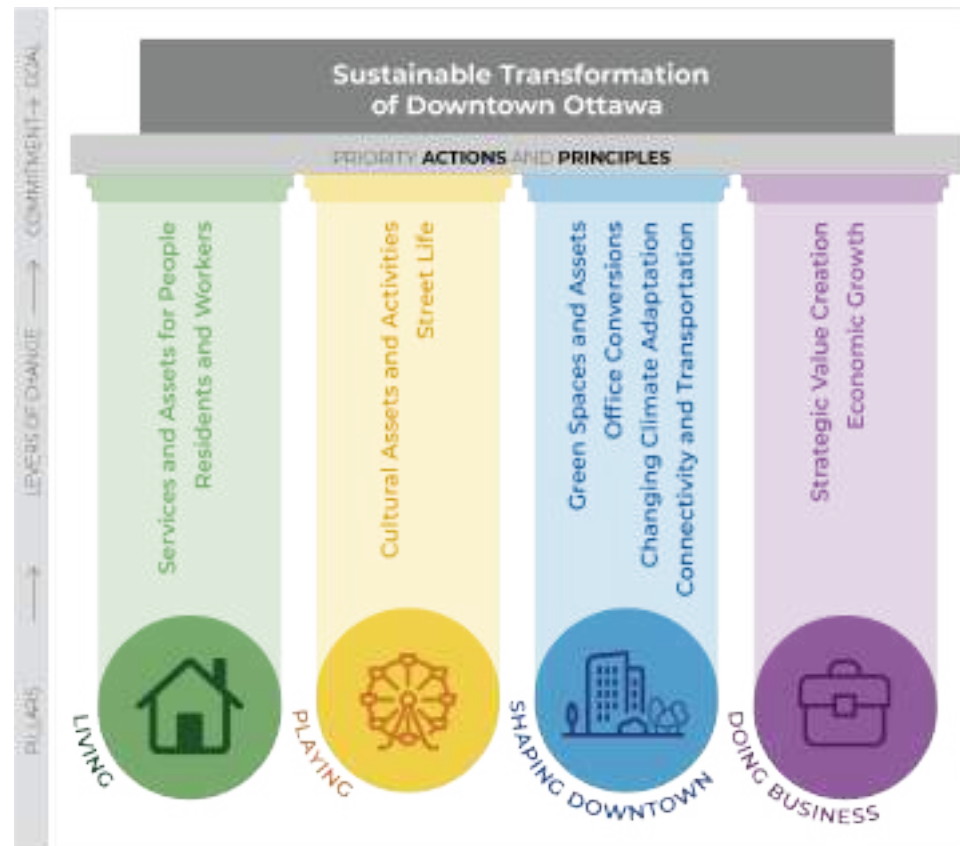 Sustainable Transformation
of Downtown Ottawa
PRIORITY ACTIONS AND PRINCIPLES
Services and Assets for People
Residents and Workers
Cultural Assets and Activities
Street Life
Green Spaces and Assets
Office Conversions
Changing Climate Adaptation
Connectivity and Transportation
Strategic Value Creation
Economic Growth
LIVING
PLAYING
SHAPING DOWNTOWN
DOING BUSINESS
PILLARS → LEVERS OF CHANGE → COMMITMENT → GOAL